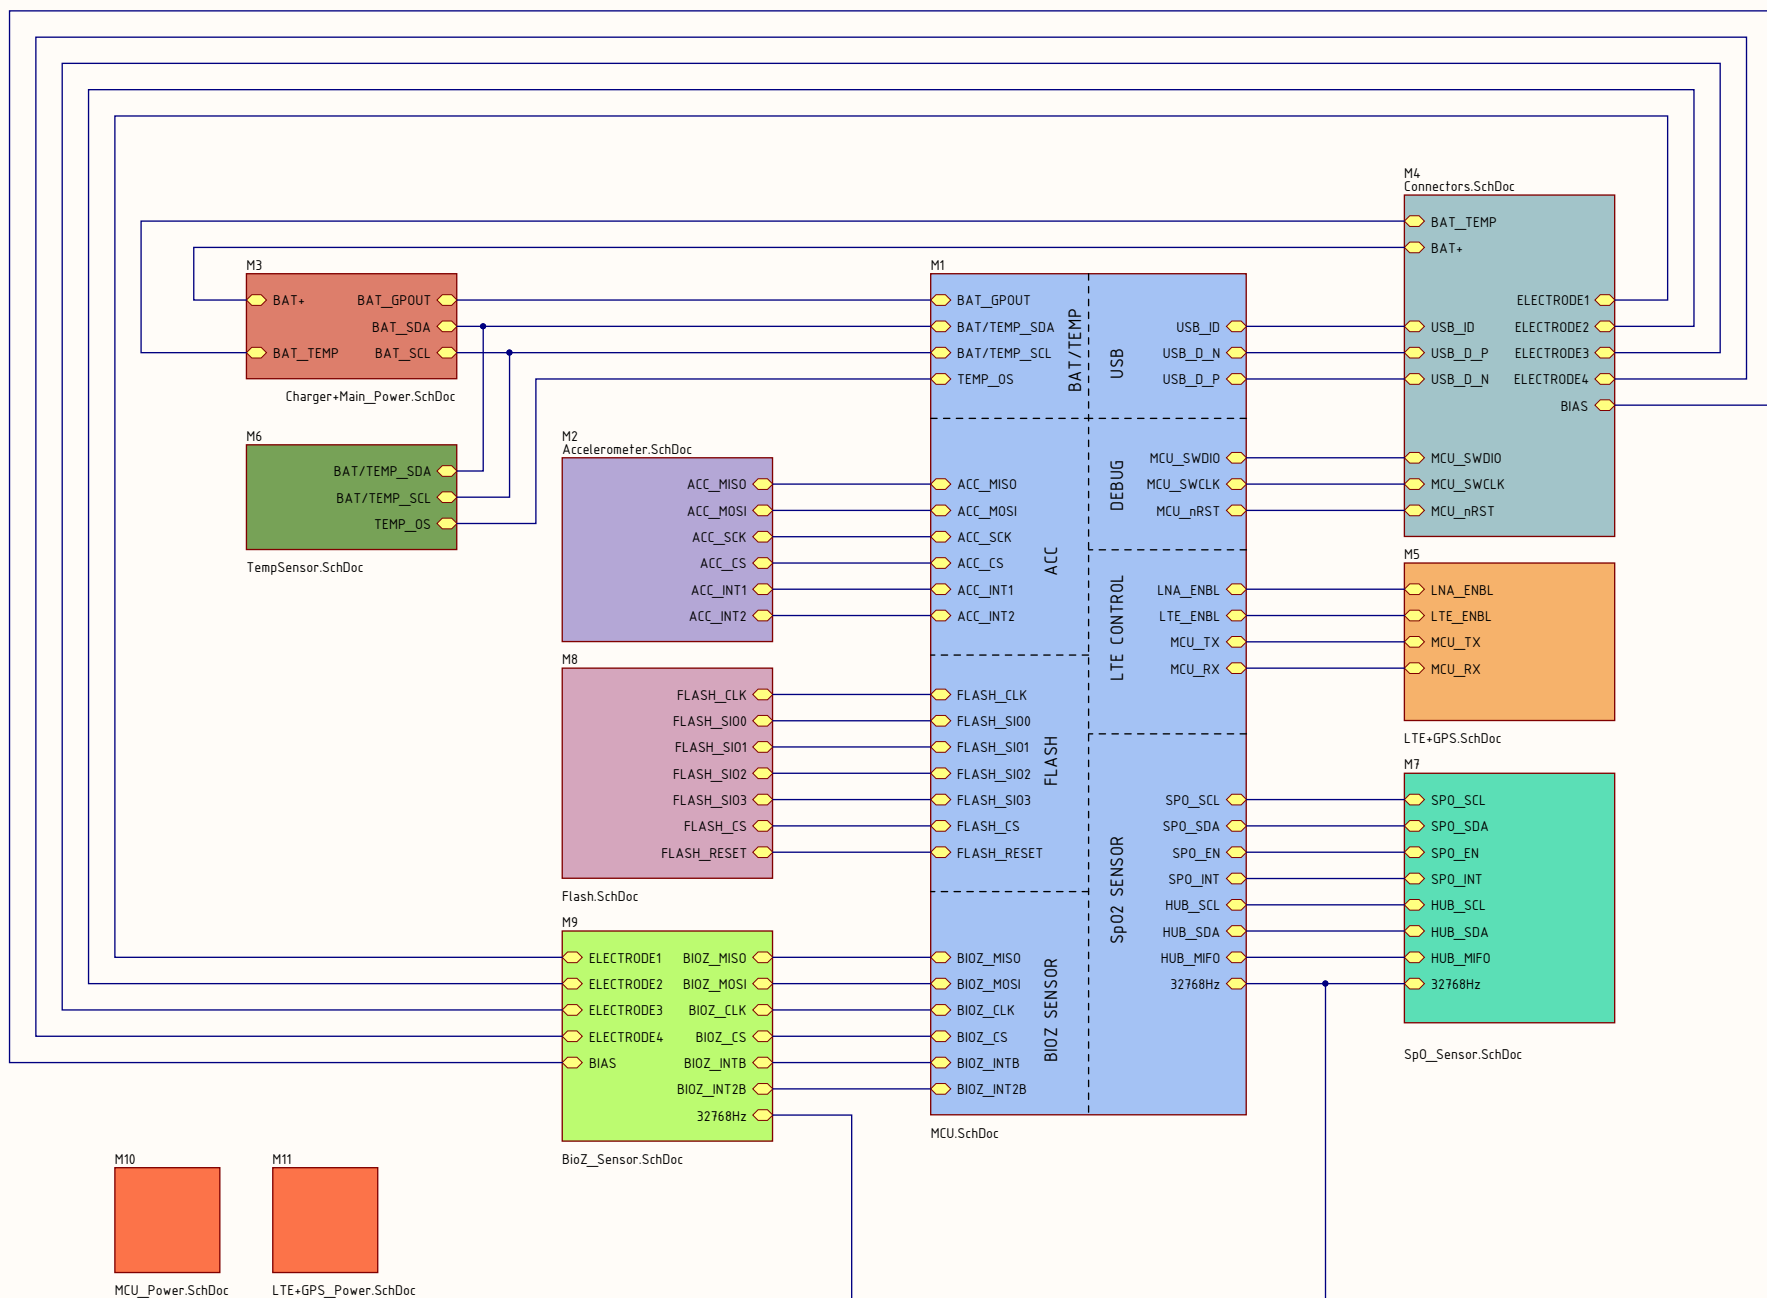 M4
Connectors.SchDoc
BAT_TEMP
BAT+
ELECTRODE1
USB_ID
ELECTRODE2
USB_D_P
ELECTRODE3
USB_D_N
ELECTRODE4
BIAS
MCU_SWDIO
MCU_SWCLK
MCU_nRST
M3
BAT+
BAT_GPOUT
BAT_SDA
BAT_TEMP
BAT_SCL
Charger+Main_Power.SchDoc
M6
BAT/TEMP_SDA
BAT/TEMP_SCL
TEMP_OS
TempSensor.SchDoc
M2
Accelerometer.SchDoc
ACC_MISO
ACC_MOSI
ACC_SCK
ACC_CS
ACC_INT1
ACC_INT2
M8
FLASH_CLK
FLASH_SIO0
FLASH_SIO1
FLASH_SIO2
FLASH_SIO3
FLASH_CS
FLASH_RESET
Flash.SchDoc
M9
ELECTRODE1
BIOZ_MISO
ELECTRODE2
BIOZ_MOSI
ELECTRODE3
BIOZ_CLK
ELECTRODE4
BIOZ_CS
BIAS
BIOZ_INTB
BIOZ_INT2B
32768Hz
BioZ_Sensor.SchDoc
M1
BAT_GPOUT
BAT/TEMP_SDA
BAT/TEMP_SCL
TEMP_OS
BAT/TEMP
ACC_MISO
ACC_MOSI
ACC_SCK
ACC_CS
ACC_INT1
ACC_INT2
ACC
FLASH_CLK
FLASH_SIO0
FLASH_SIO1
FLASH_SIO2
FLASH_SIO3
FLASH_CS
FLASH_RESET
FLASH
BIOZ_MISO
BIOZ_MOSI
BIOZ_CLK
BIOZ_CS
BIOZ_INTB
BIOZ_INT2B
BIOZ SENSOR
USB
USB_ID
USB_D_N
USB_D_P
DEBUG
MCU_SWDIO
MCU_SWCLK
MCU_nRST
LTE CONTROL
LNA_ENBL
LTE_ENBL
MCU_TX
MCU_RX
SpO2 SENSOR
SPO_SCL
SPO_SDA
SPO_EN
SPO_INT
HUB_SCL
HUB_SDA
HUB_MIFO
32768Hz
MCU.SchDoc
M5
LNA_ENBL
LTE_ENBL
MCU_TX
MCU_RX
LTE+GPS.SchDoc
M7
SPO_SCL
SPO_SDA
SPO_EN
SPO_INT
HUB_SCL
HUB_SDA
HUB_MIFO
32768Hz
SpO_Sensor.SchDoc
M10
MCU_Power.SchDoc
M11
LTE+GPS_Power.SchDoc